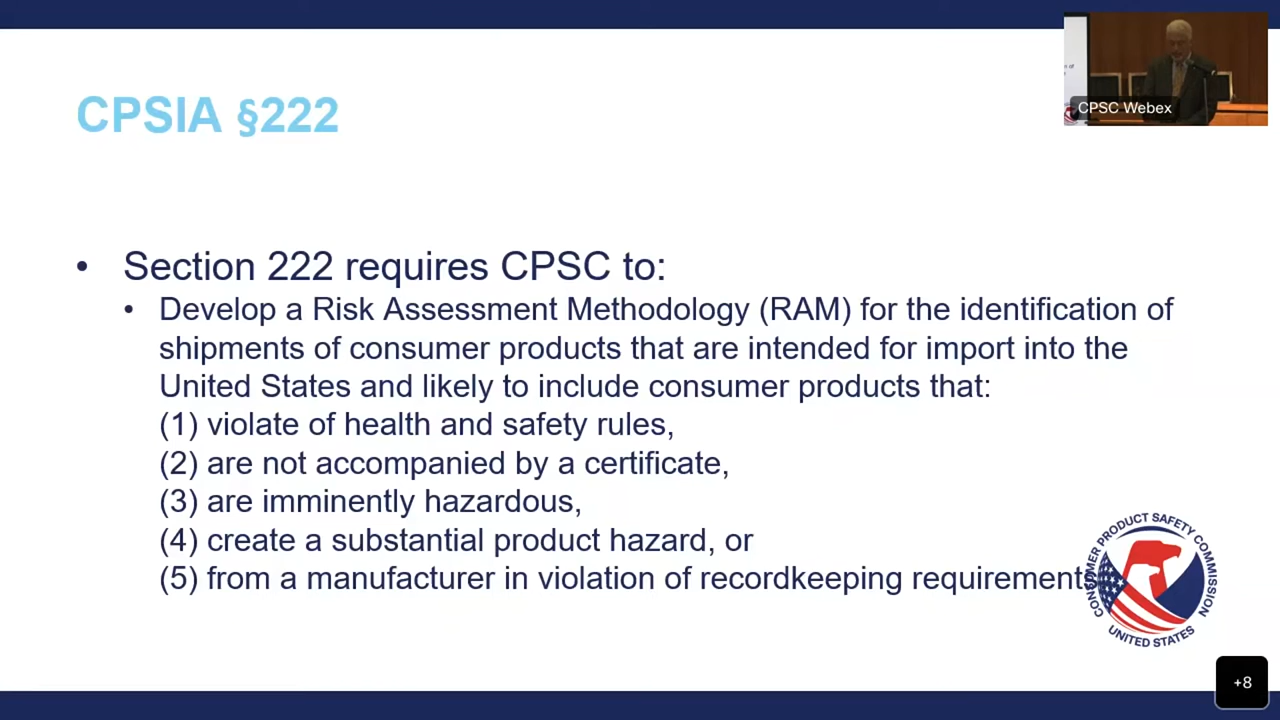 CPSIA §222
CPSC Webex
• Section 222 requires CPSC to:
• Develop a Risk Assessment Methodology (RAM) for the identification of
shipments of consumer products that are intended for import into the
United States and likely to include consumer products that:
(1) violate of health and safety rules,
(2) are not accompanied by a certificate,
(3) are imminently hazardous,
(4) create a substantial product hazard, or
(5) from a manufacturer in violation of recordkeeping requirements
CONSUMER PRODUCT SAFETY COMMISSION
UNITED STATES
+8